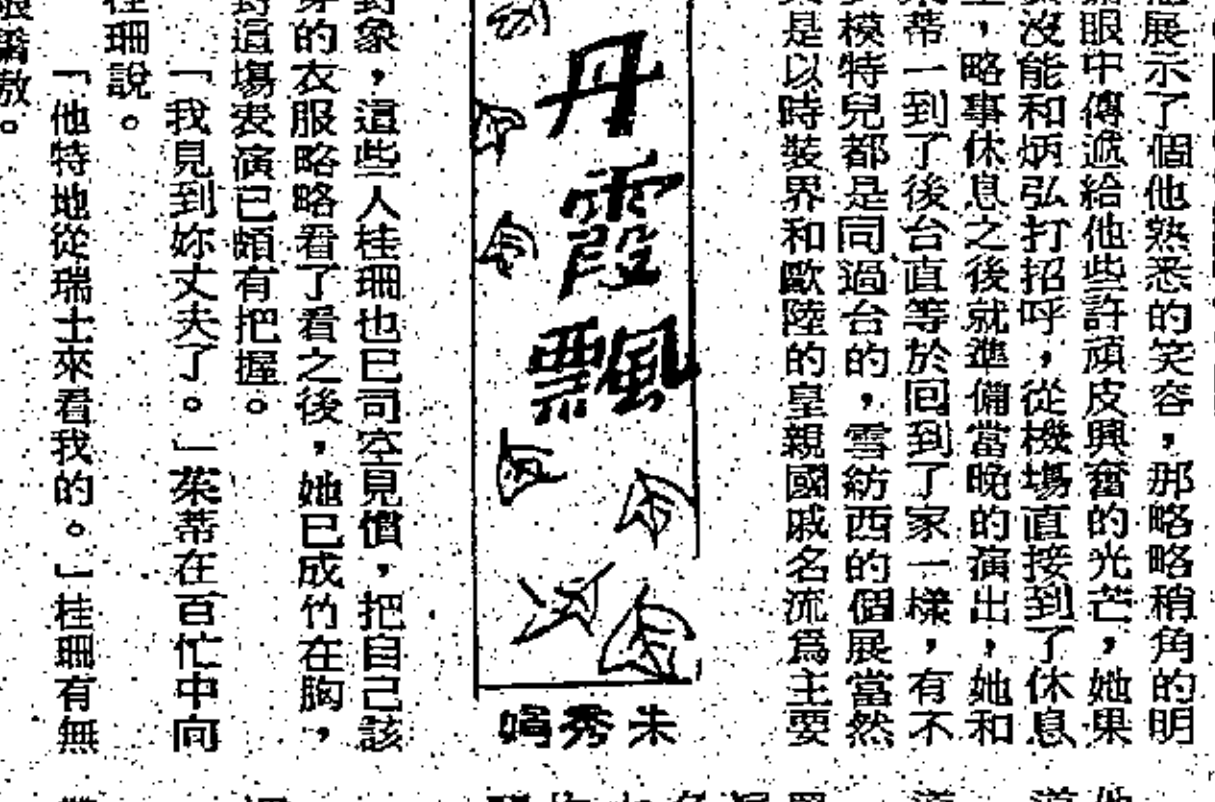 展示了個他熟悉的笑容，那略略稍角的明
眼中傳遞給他些許頑皮興奮的光芒，她果
沒能和炳弘打招呼，從機場直接到了休息
，略事休息之後就準備當晚的演出，她和
蒂一到了後台直等於回到了家一樣，有不
模特兒都是同過台的，雪紡西的個展當然
是以時裝界和歐陸的皇親國戚名流爲主要
丹霞飄
朱秀娟
對象，這些人桂珊也已司空見慣，把自己該
穿的衣服略略看了看之後，她已成竹在胸，
對這場表演已頗有把握。
「我見到妳丈夫了。」茱蒂在百忙中向
桂珊說。
「他特地從瑞士來看我的。」桂珊有無
限驕傲。